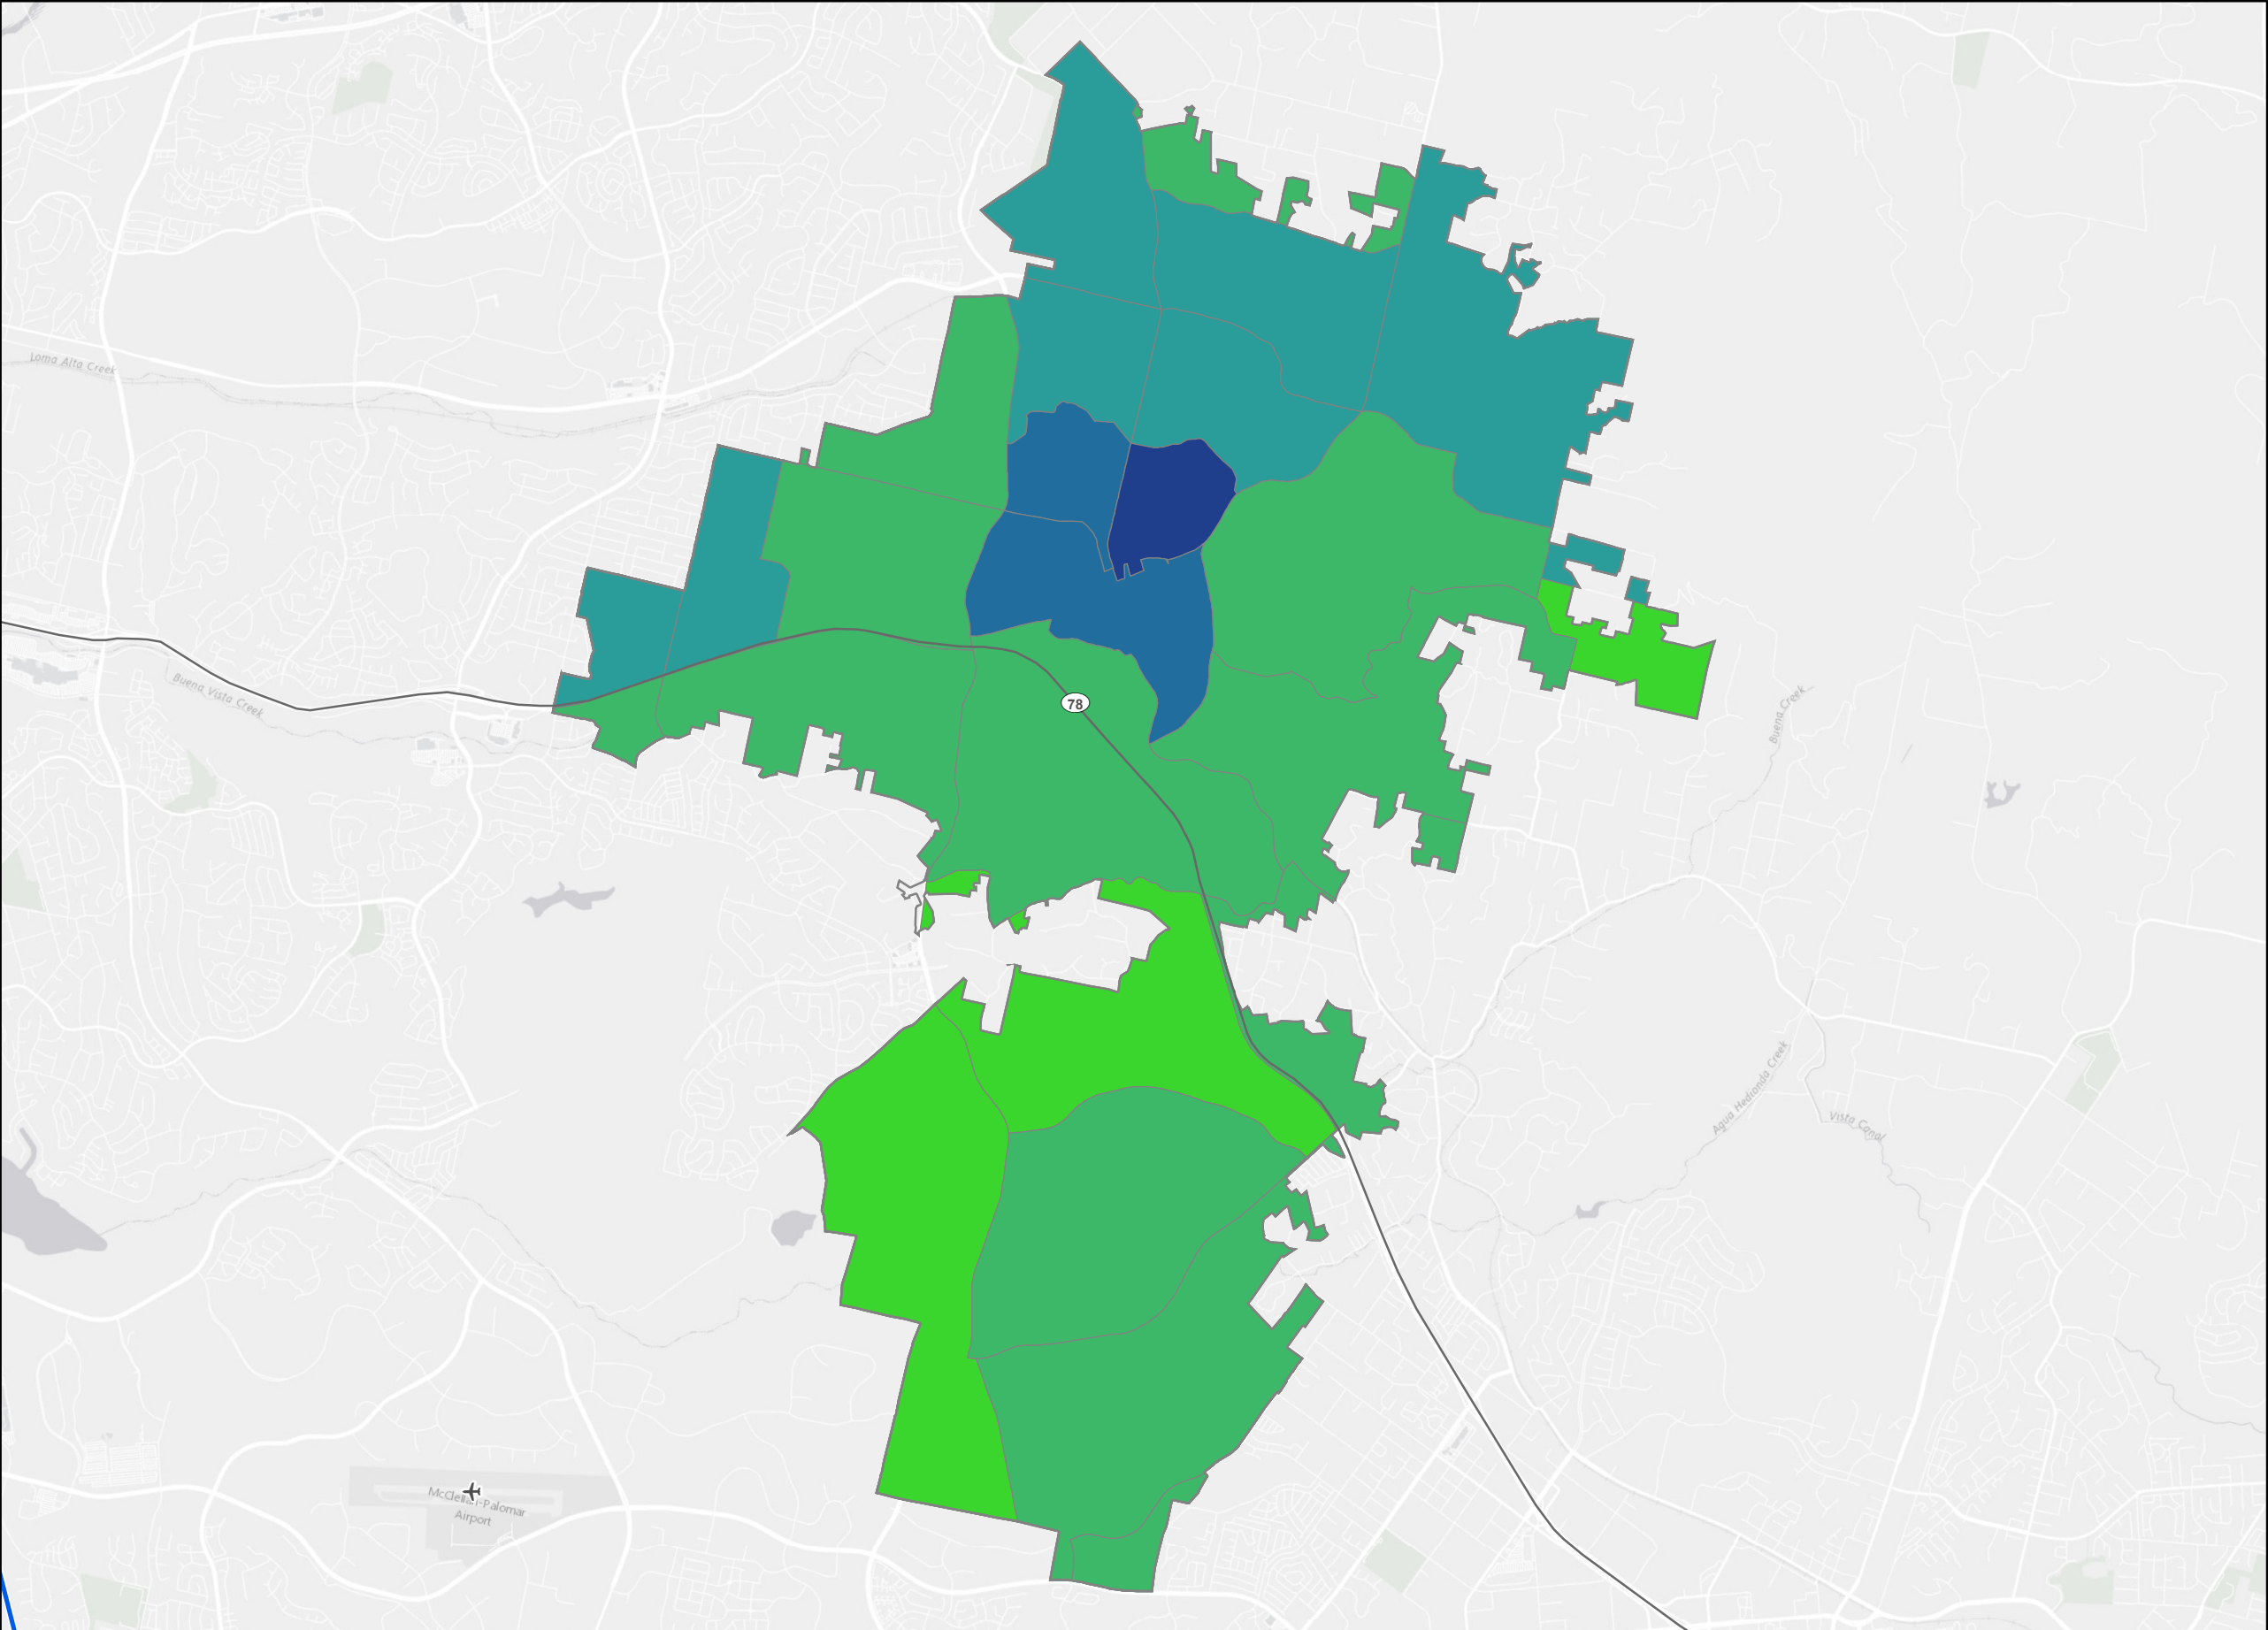 Loma Alta Creek
Buena Vista Creek
78
Buena Creek
Agua Hedionda Creek
Vista Canal
McClellan-Palomar
Airport